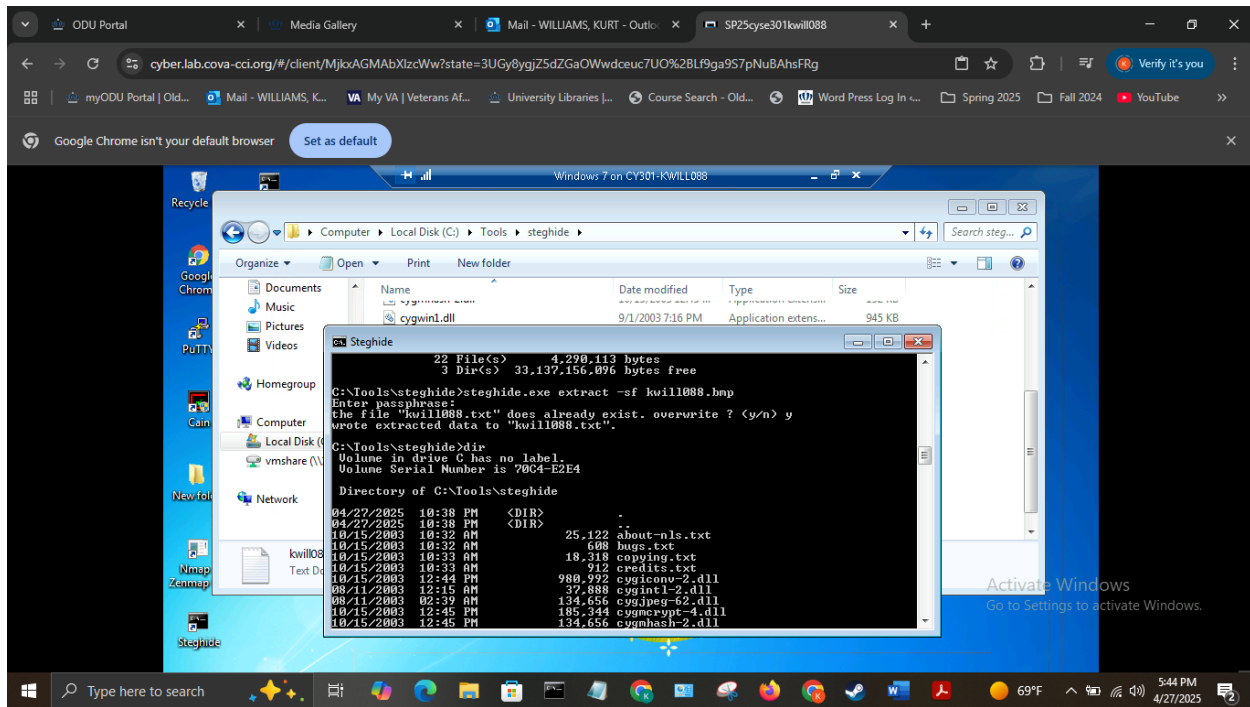 ODU Portal
Media Gallery
Mail - WILLIAMS, KURT - Outlo
SP25cyse301kwill088
cyber.lab.cova-cci.org/#/client/MjkxAGMAbXlzcWw?state=3UGy8ygjZ5dZGaOWwdceuc7UO%2BLf9ga9S7pNuBAhsFRg
Verify it's you
myODU Portal | Old...
Mail - WILLIAMS, K...
My VA | Veterans Af...
University Libraries |...
Course Search - Old...
Word Press Log In -...
Spring 2025
Fall 2024
YouTube
Google Chrome isn't your default browser
Set as default
Windows 7 on CY301-KWILL088
Recycle
Computer
Local Disk (C:)
Tools
steghide
Search steg...
Organize
Open
Print
New folder
Google
Chrom
PuTTY
Cain
New fol
Nmap
Zenmap
Steghide
Documents
Music
Pictures
Videos
Homegroup
Computer
Local Disk (
vmshare (\\
Network
Name
Date modified
Type
Size
cygwin1.dll
9/1/2003 7:16 PM
Application extens...
945 KB
kwill08
Text Do
Steghide
22 File(s) 4,290,113 bytes
3 Dir(s) 33,137,156,096 bytes free
C:\Tools\steghide>steghide.exe extract -sf kwill088.bmp
Enter passphrase:
the file "kwill088.txt" does already exist. overwrite ? (y/n) y
wrote extracted data to "kwill088.txt".
C:\Tools\steghide>dir
Volume in drive C has no label.
Volume Serial Number is 70C4-E2E4
Directory of C:\Tools\steghide
04/27/2025 10:38 PM <DIR> .
04/27/2025 10:38 PM <DIR> ..
10/15/2003 10:32 AM 25,122 about-nls.txt
10/15/2003 10:32 AM 608 bugs.txt
10/15/2003 10:33 AM 18,318 copying.txt
10/15/2003 10:33 AM 912 credits.txt
10/15/2003 12:44 PM 980,992 cygiconv-2.dll
08/11/2003 12:15 AM 37,888 cygintl-2.dll
08/11/2003 02:39 AM 134,656 cygjpeg-62.dll
10/15/2003 12:45 PM 185,344 cygmcrypt-4.dll
10/15/2003 12:45 PM 134,656 cygmhash-2.dll
Activate Windows
Go to Settings to activate Windows.
Type here to search
69°F
5:44 PM
4/27/2025